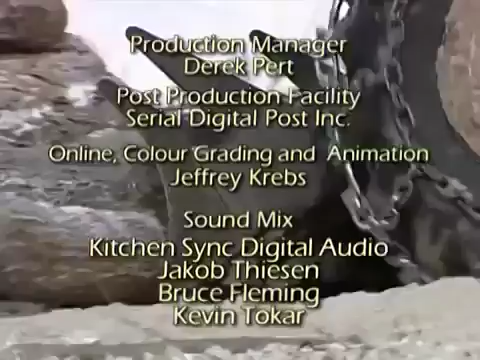 Production Manager
Derek Pert
Post Production Facility
Serial Digital Post Inc.
Online, Colour Grading and Animation
Jeffrey Krebs
Sound Mix
Kitchen Sync Digital Audio
Jakob Thiesen
Bruce Fleming
Kevin Tokar